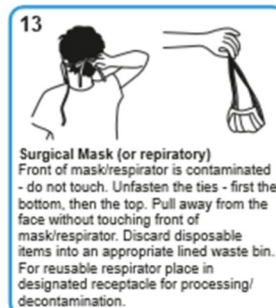 13
Surgical Mask (or repiratory)
Front of mask/respirator is contaminated
- do not touch. Unfasten the ties - first the
bottom, then the top. Pull away from the
face without touching front of
mask/respirator. Discard disposable
items into an appropriate lined waste bin.
For reusable respirator place in
designated receptacle for processing/
decontamination.